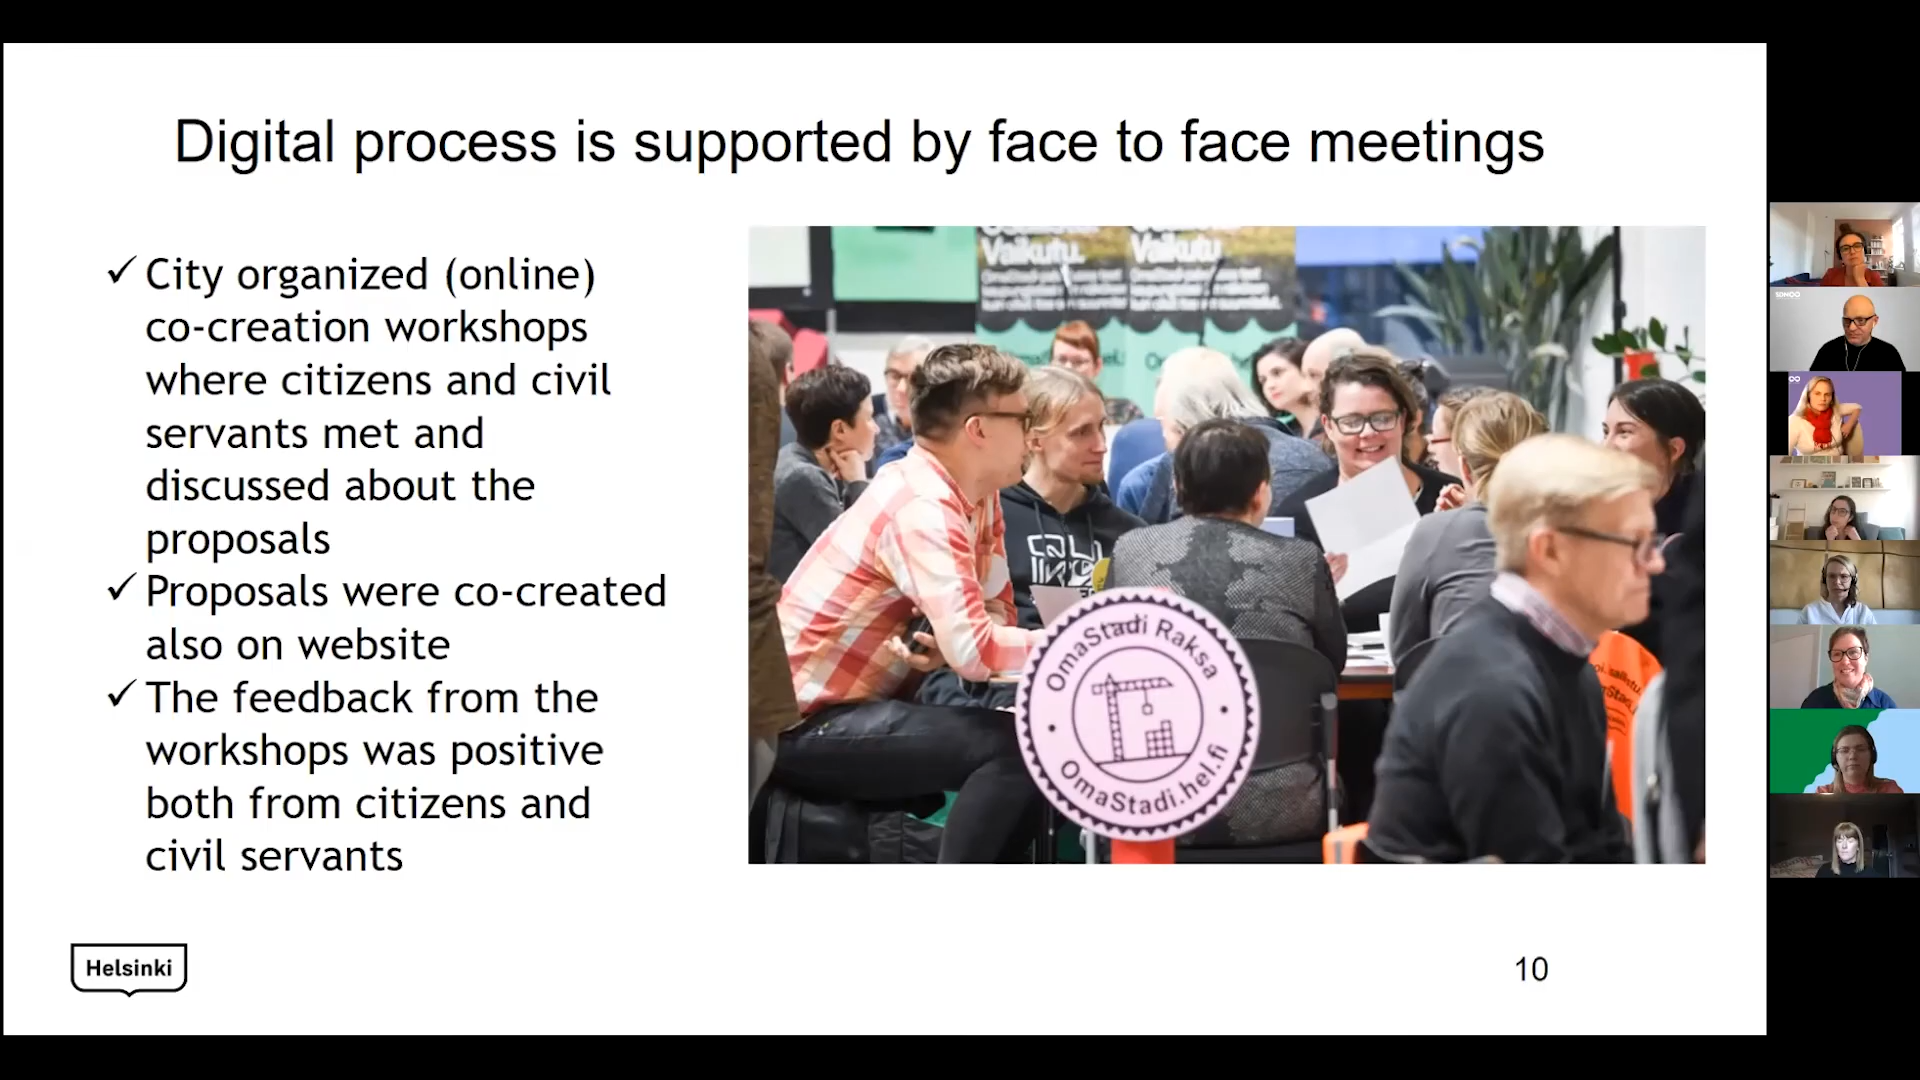 Digital process is supported by face to face meetings
✓ City organized (online)
co-creation workshops
where citizens and civil
servants met and
discussed about the
proposals
✓ Proposals were co-created
also on website
✓ The feedback from the
workshops was positive
both from citizens and
civil servants
Vaikutu.
Vaikutu.
OmaStadi Raksa
OmaStadi.hel.fi
Helsinki
10